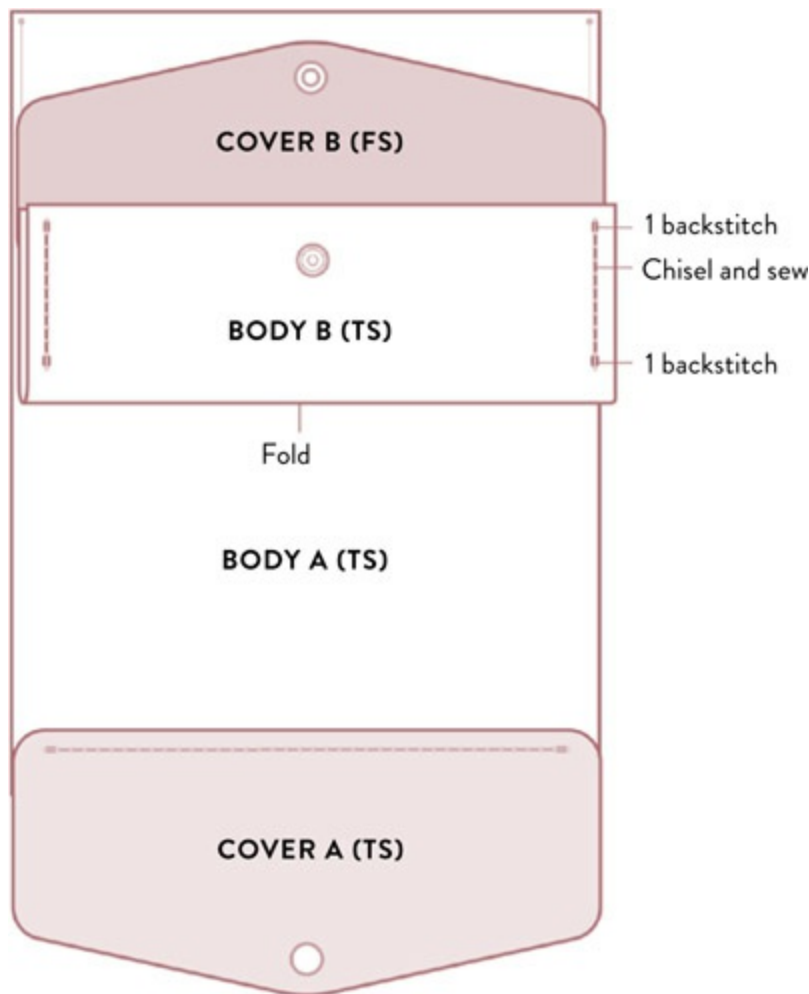 COVER B (FS)
1 backstitch
Chisel and sew
BODY B (TS)
1 backstitch
Fold
BODY A (TS)
COVER A (TS)